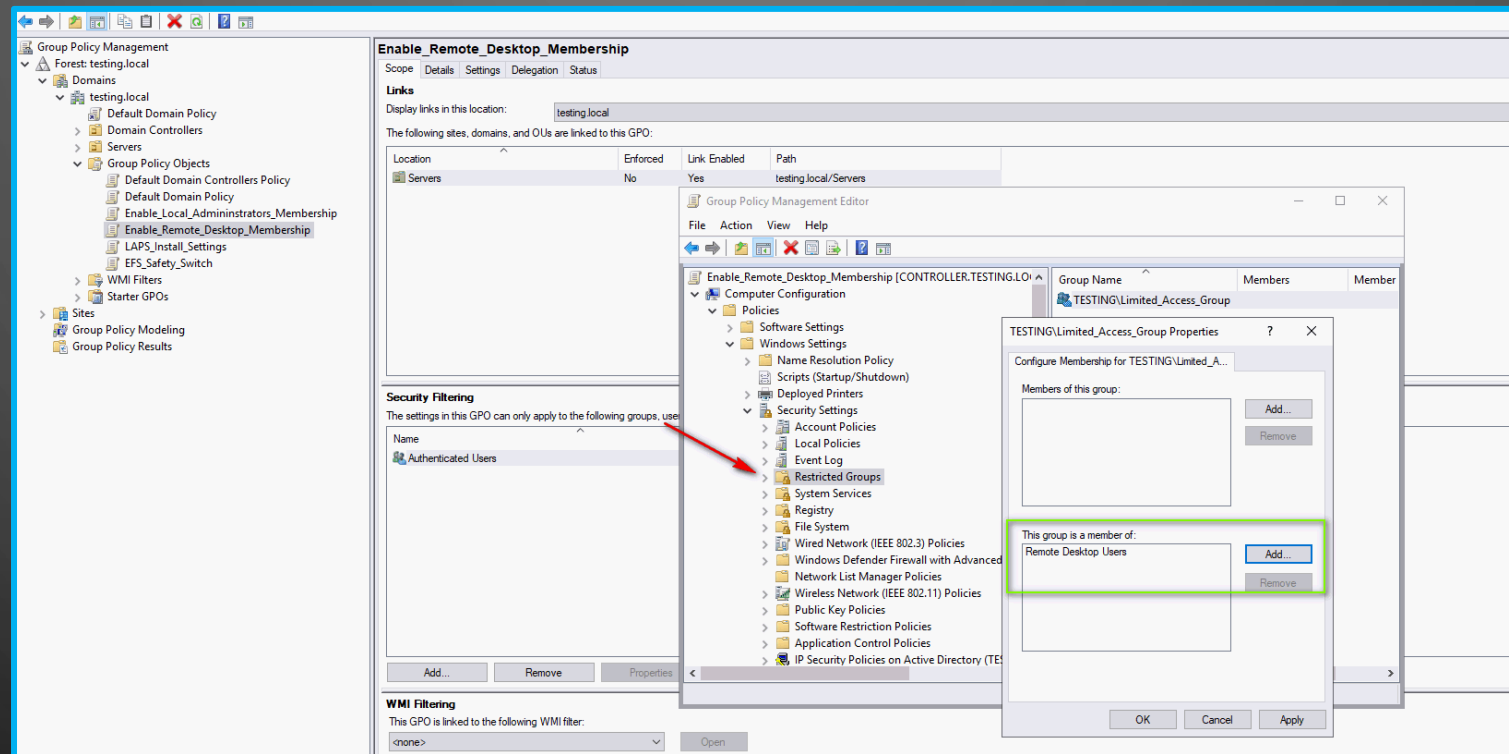 Group Policy Management
Forest: testing.local
Domains
testing.local
Default Domain Policy
Domain Controllers
Servers
Group Policy Objects
Default Domain Controllers Policy
Default Domain Policy
Enable_Local_Admininstrators_Membership
Enable_Remote_Desktop_Membership
LAPS_Install_Settings
EFS_Safety_Switch
WMI Filters
Starter GPOs
Sites
Group Policy Modeling
Group Policy Results
Enable_Remote_Desktop_Membership
Scope Details Settings Delegation Status
Links
Display links in this location: testing.local
The following sites, domains, and OUs are linked to this GPO:
Location Enforced Link Enabled Path
Servers No Yes testing.local/Servers
Security Filtering
The settings in this GPO can only apply to the following groups, use
Name
Authenticated Users
Add... Remove Properties
WMI Filtering
This GPO is linked to the following WMI filter:
<none> Open
Group Policy Management Editor
File Action View Help
Enable_Remote_Desktop_Membership [CONTROLLER.TESTING.LO
Computer Configuration
Policies
Software Settings
Windows Settings
Name Resolution Policy
Scripts (Startup/Shutdown)
Deployed Printers
Security Settings
Account Policies
Local Policies
Event Log
Restricted Groups
System Services
Registry
File System
Wired Network (IEEE 802.3) Policies
Windows Defender Firewall with Advanced
Network List Manager Policies
Wireless Network (IEEE 802.11) Policies
Public Key Policies
Software Restriction Policies
Application Control Policies
IP Security Policies on Active Directory (TES
Group Name Members Member
TESTING\Limited_Access_Group
TESTING\Limited_Access_Group Properties ?
Configure Membership for TESTING\Limited_A...
Members of this group:
Add...
Remove
This group is a member of:
Remote Desktop Users
Add...
Remove
OK Cancel Apply